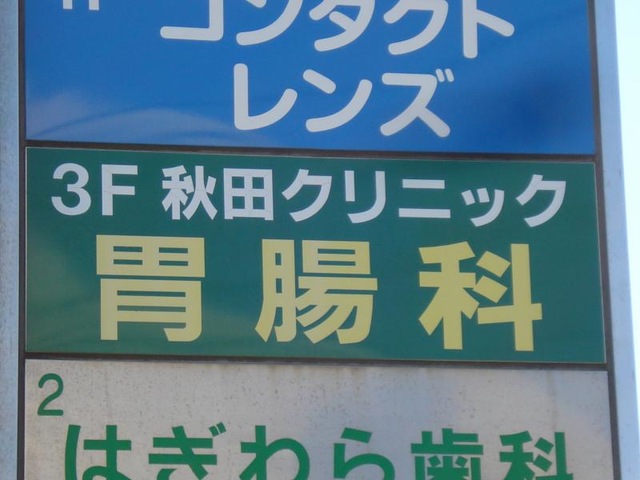 コンタクト
レンズ
3F 秋田クリニック
胃腸科
2
はぎわら歯科